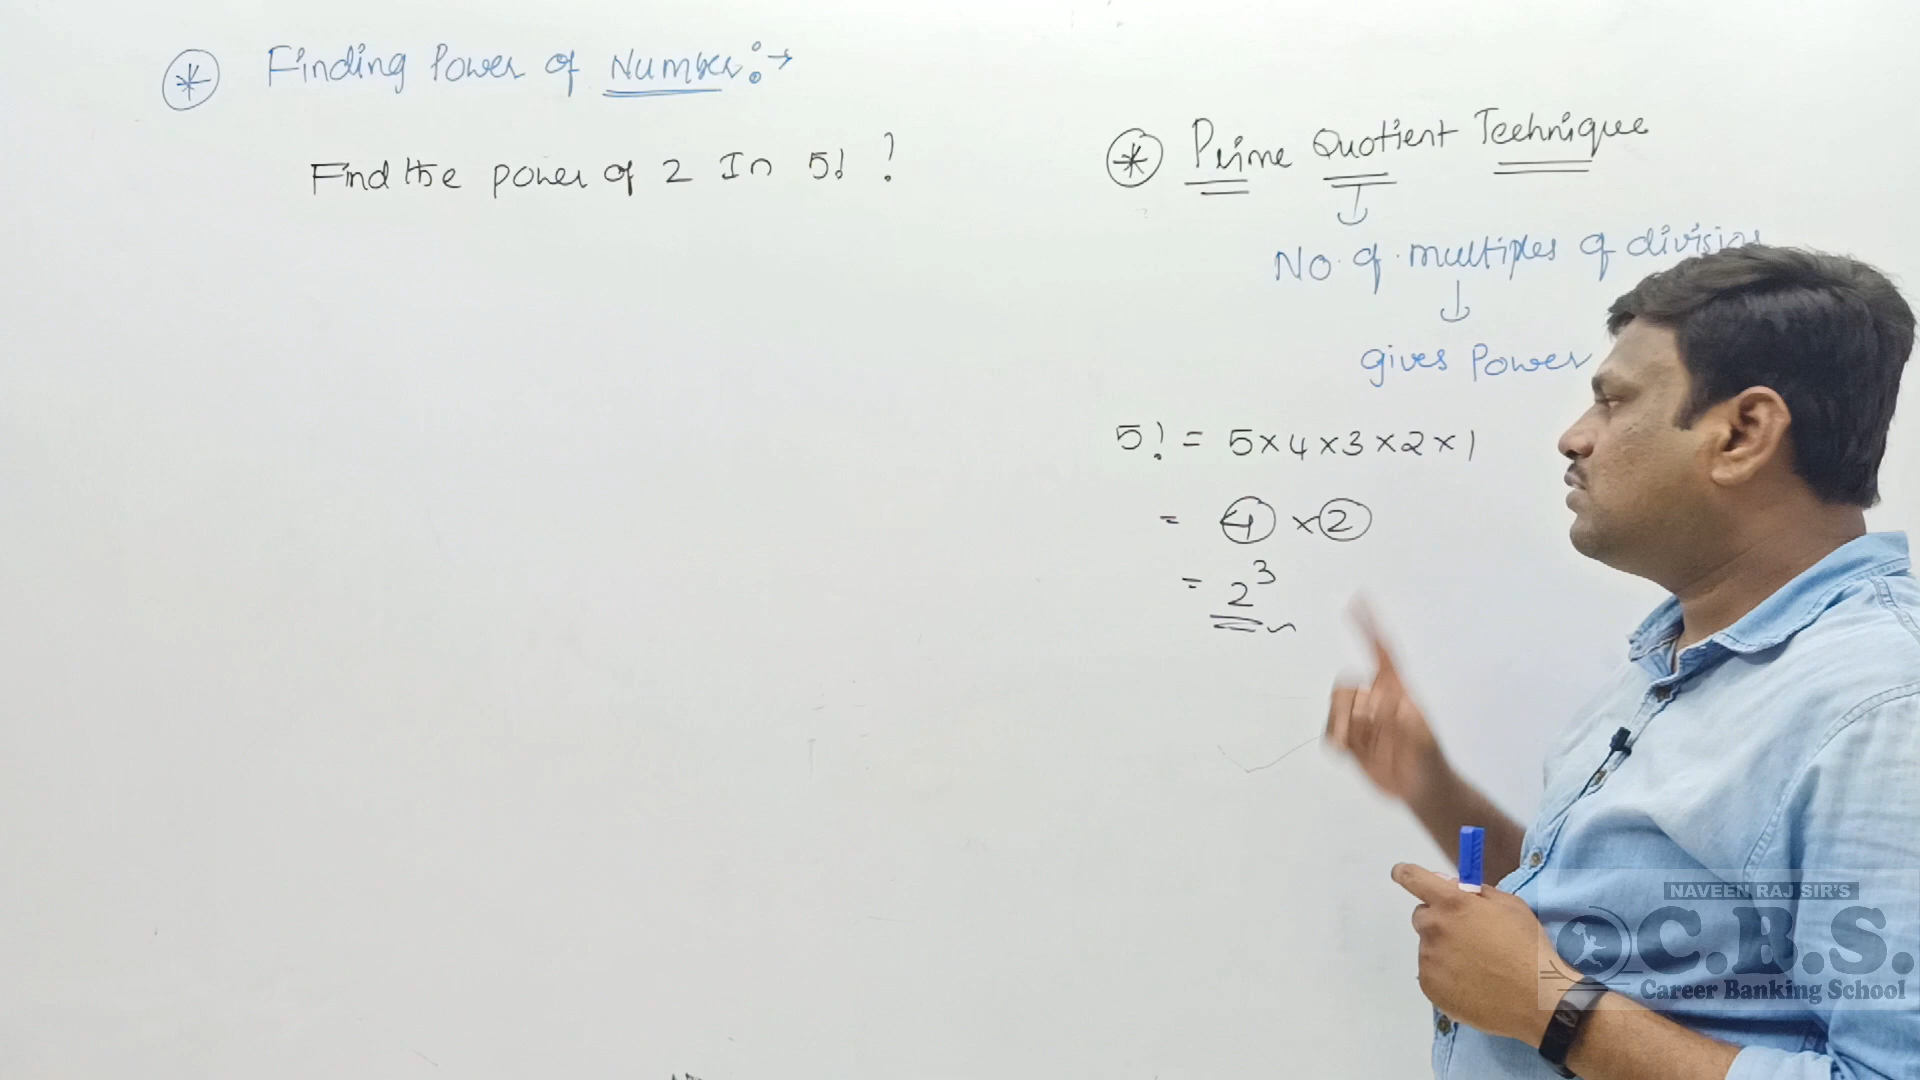 * Finding Power of Number :→
Find the power of 2 In 5! ?
* Prime Quotient Technique
No. of. multiples of division
gives Power
5! = 5×4×3×2×1
= 4 ×2
= 2³
NAVEEN RAJ SIR'S
C.B.S.
Career Banking School